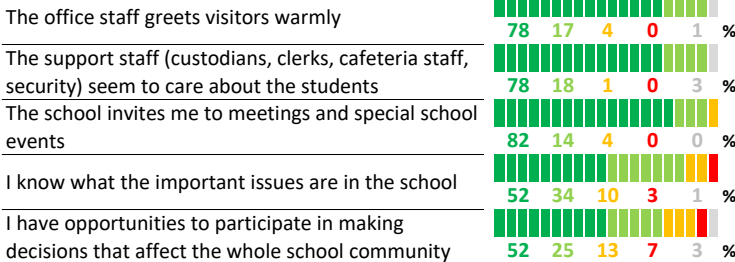 The office staff greets visitors warmly
78 17 4 0 1 %
The support staff (custodians, clerks, cafeteria staff,
security) seem to care about the students
78 18 1 0 3 %
The school invites me to meetings and special school
events
82 14 4 0 0 %
I know what the important issues are in the school
52 34 10 3 1 %
I have opportunities to participate in making
decisions that affect the whole school community
52 25 13 7 3 %